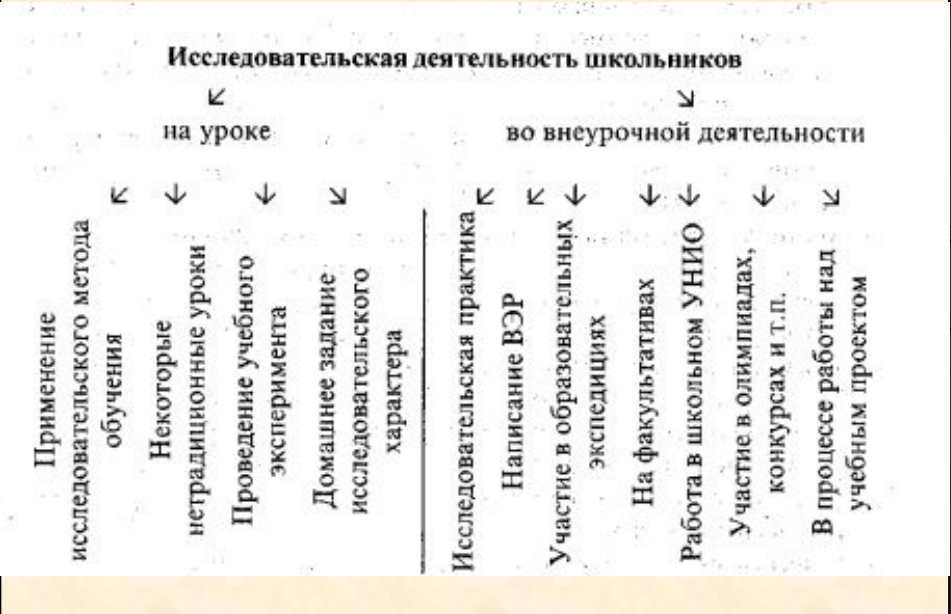 Исследовательская деятельность школьников
на уроке
во внеурочной деятельности
Применение
исследовательского метода
обучения
Некоторые
нетрадиционные уроки
Проведение учебного
эксперимента
Домашнее задание
исследовательского
характера
Исследовательская практика
Написание ВЭР
Участие в образовательных
экспедициях
На факультативах
Работа в школьном УНИО
Участие в олимпиадах,
конкурсах и т.п.
В процессе работы над
учебным проектом